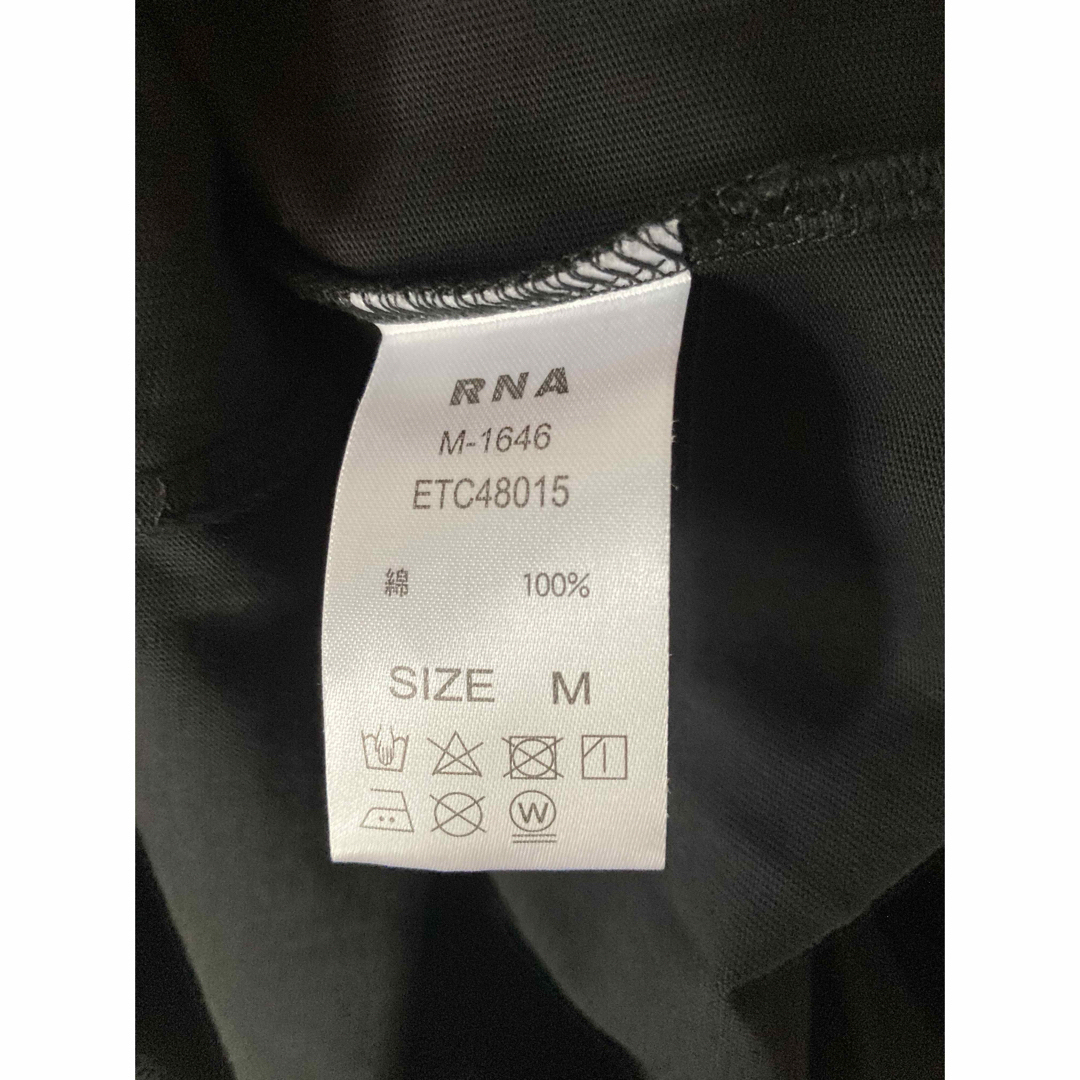 RNA
M-1646
ETC48015
綿 100%
SIZE M
W